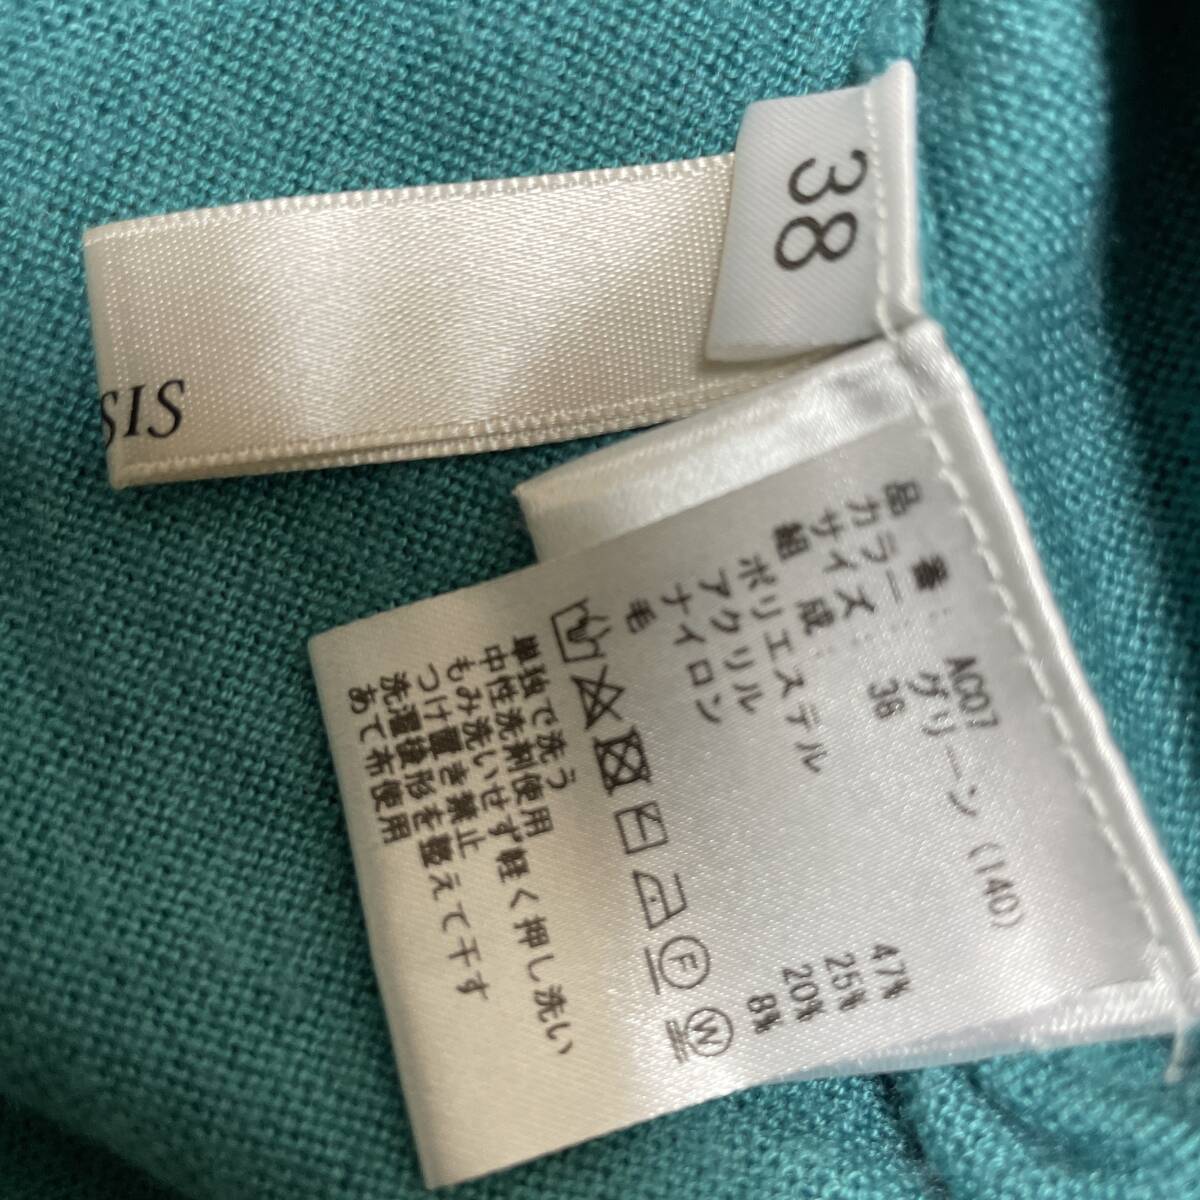 38
SIS
品番: AC07
カラー: グリーン (140)
サイズ: 38
組成:
ポリエステル 47%
アクリル 25%
ナイロン 20%
毛 8%
F
W
単独で洗う
中性洗剤使用
もみ洗いせず軽く押し洗い
つけ置き禁止
洗濯後形を整えて干す
あて布使用